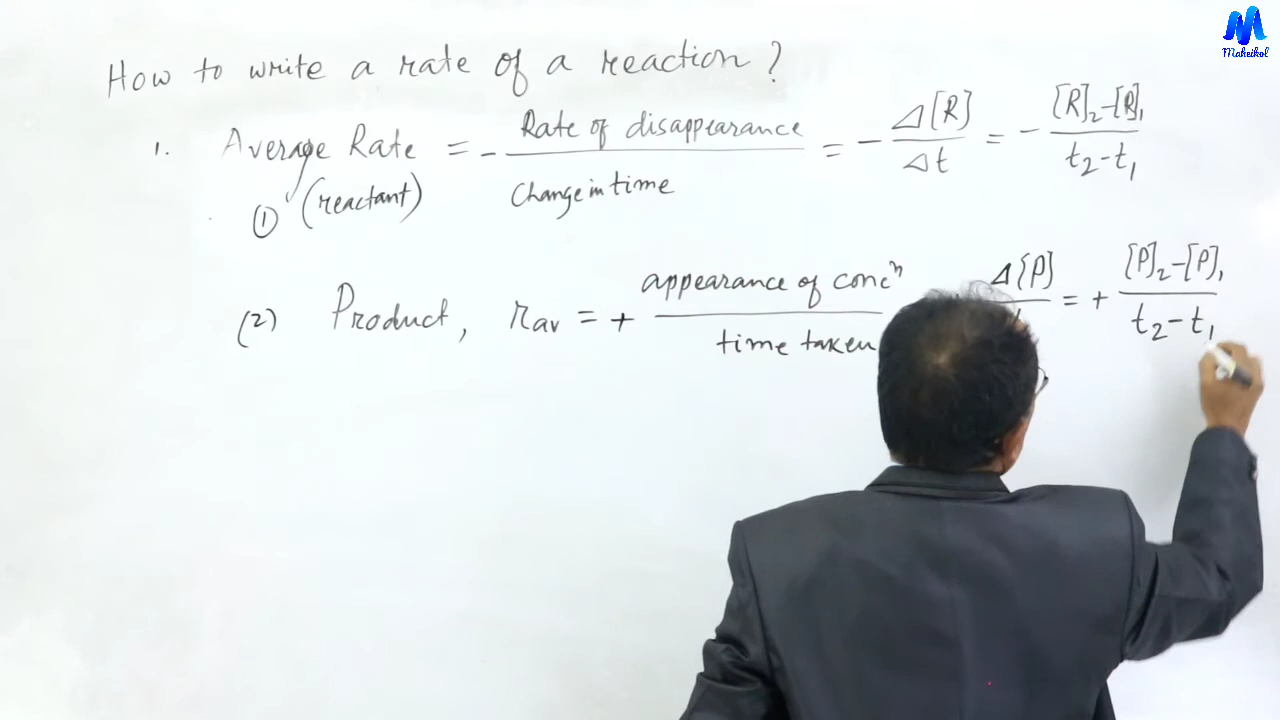 Maheikol
How to write a rate of a reaction?
1. Average Rate = - Rate of disappearance / Change in time = - Δ[R] / Δt = - [R]₂-[R]₁ / t₂-t₁
① (reactant)
(2) Product, rav = + appearance of concⁿ / time taken Δ[P] = + [P]₂-[P]₁ / t₂-t₁